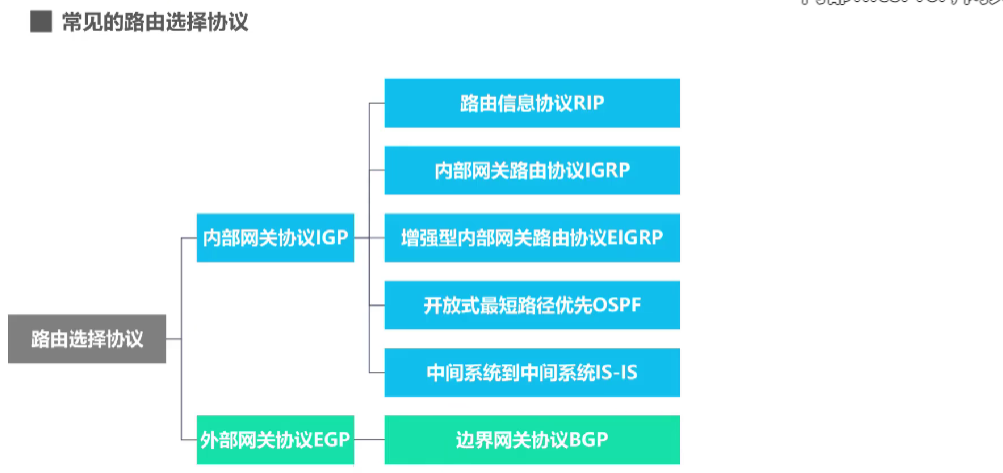 常见的路由选择协议
路由信息协议RIP
内部网关路由协议IGRP
内部网关协议IGP
增强型内部网关路由协议EIGRP
开放式最短路径优先OSPF
路由选择协议
中间系统到中间系统IS-IS
外部网关协议EGP
边界网关协议BGP